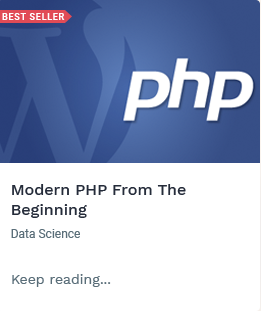 BEST SELLER
php
Modern PHP From The
Beginning
Data Science
Keep reading...